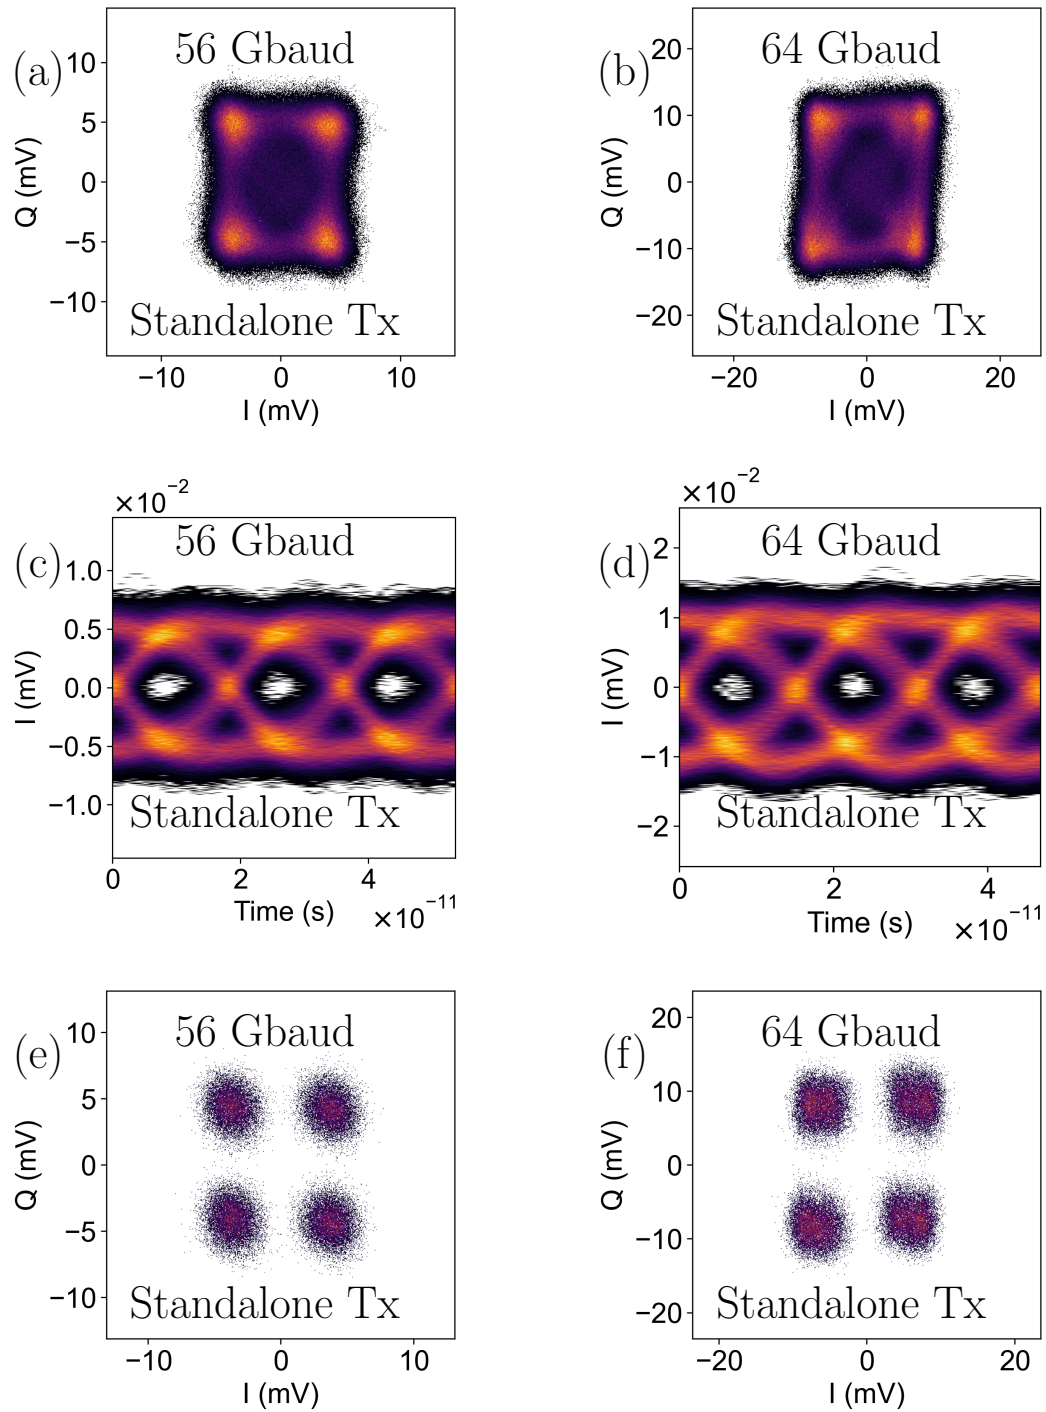 (a)
56 Gbaud
Q (mV)
10
5
0
−5
−10
Standalone Tx
−10 0 10
I (mV)
(b)
64 Gbaud
Q (mV)
20
10
0
−10
−20
Standalone Tx
−20 0 20
I (mV)
(c)
×10−2
56 Gbaud
I (mV)
1.0
0.5
0.0
−0.5
−1.0
Standalone Tx
0 2 4
Time (s) ×10−11
(d)
×10−2
64 Gbaud
I (mV)
2
1
0
−1
−2
Standalone Tx
0 2 4
Time (s) ×10−11
(e)
56 Gbaud
Q (mV)
10
5
0
−5
−10
Standalone Tx
−10 0 10
I (mV)
(f)
64 Gbaud
Q (mV)
20
10
0
−10
−20
Standalone Tx
−20 0 20
I (mV)